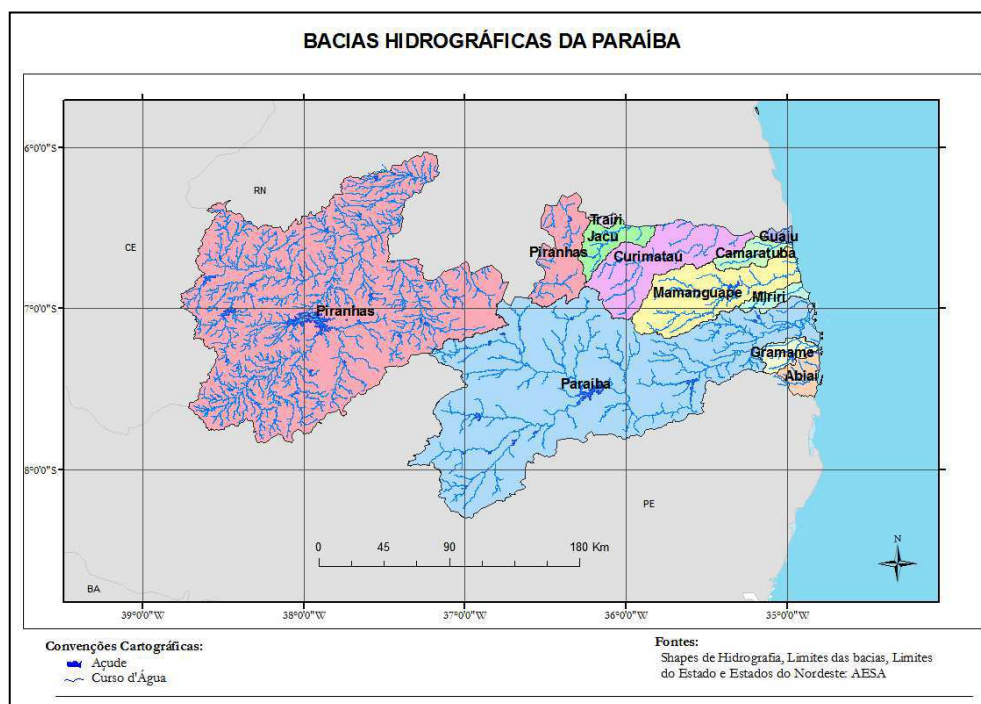 BACIAS HIDROGRÁFICAS DA PARAÍBA
6°0'0"S
7°0'0"S
8°0'0"S
RN
CE
PE
BA
Trairi
Jacu
Piranhas
Curimataú
Guaju
Camaratuba
Mamanguape
Miriri
Piranhas
Gramame
Abiaí
Paraíba
0 45 90 180 Km
N
39°0'0"W 38°0'0"W 37°0'0"W 36°0'0"W 35°0'0"W
Convenções Cartográficas:
Açude
Curso d'Água
Fontes:
Shapes de Hidrografia, Limites das bacias, Limites
do Estado e Estados do Nordeste: AESA